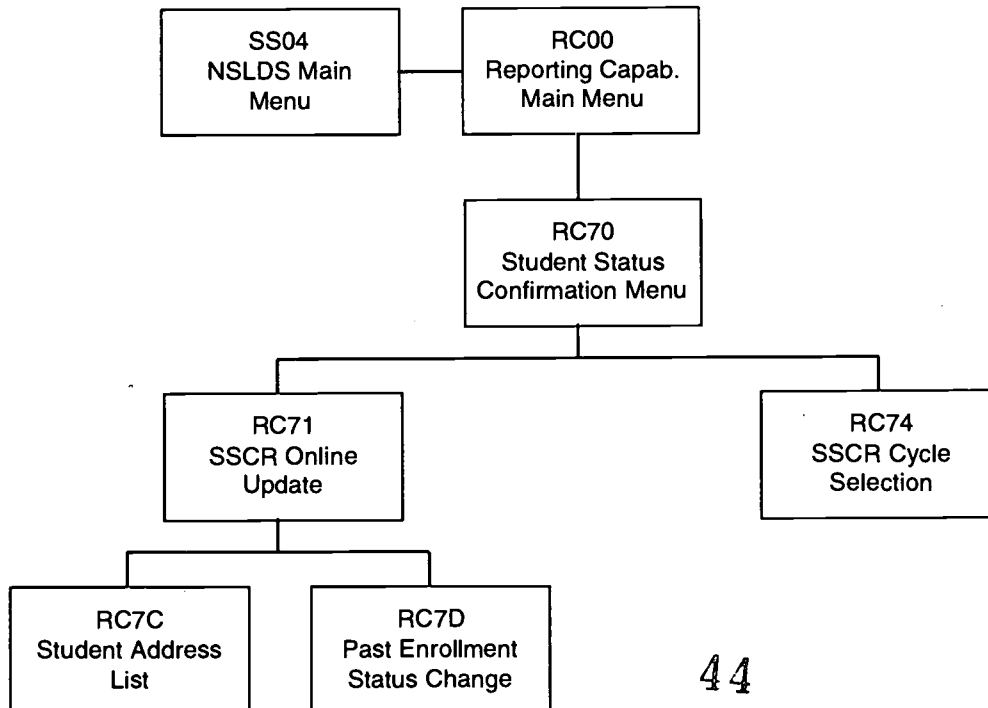 SS04
NSLDS Main
Menu
RC00
Reporting Capab.
Main Menu
RC70
Student Status
Confirmation Menu
RC71
SSCR Online
Update
RC74
SSCR Cycle
Selection
RC7C
Student Address
List
RC7D
Past Enrollment
Status Change
44